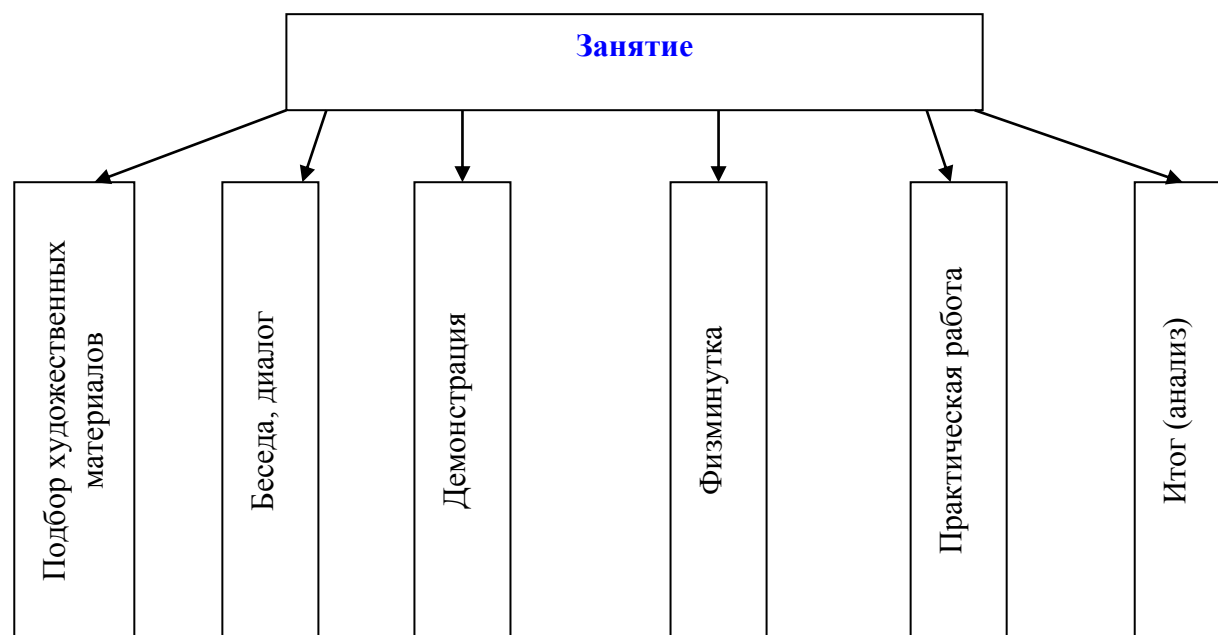 Занятие
Подбор художественных
материалов
Беседа, диалог
Демонстрация
Физминутка
Практическая работа
Итог (анализ)